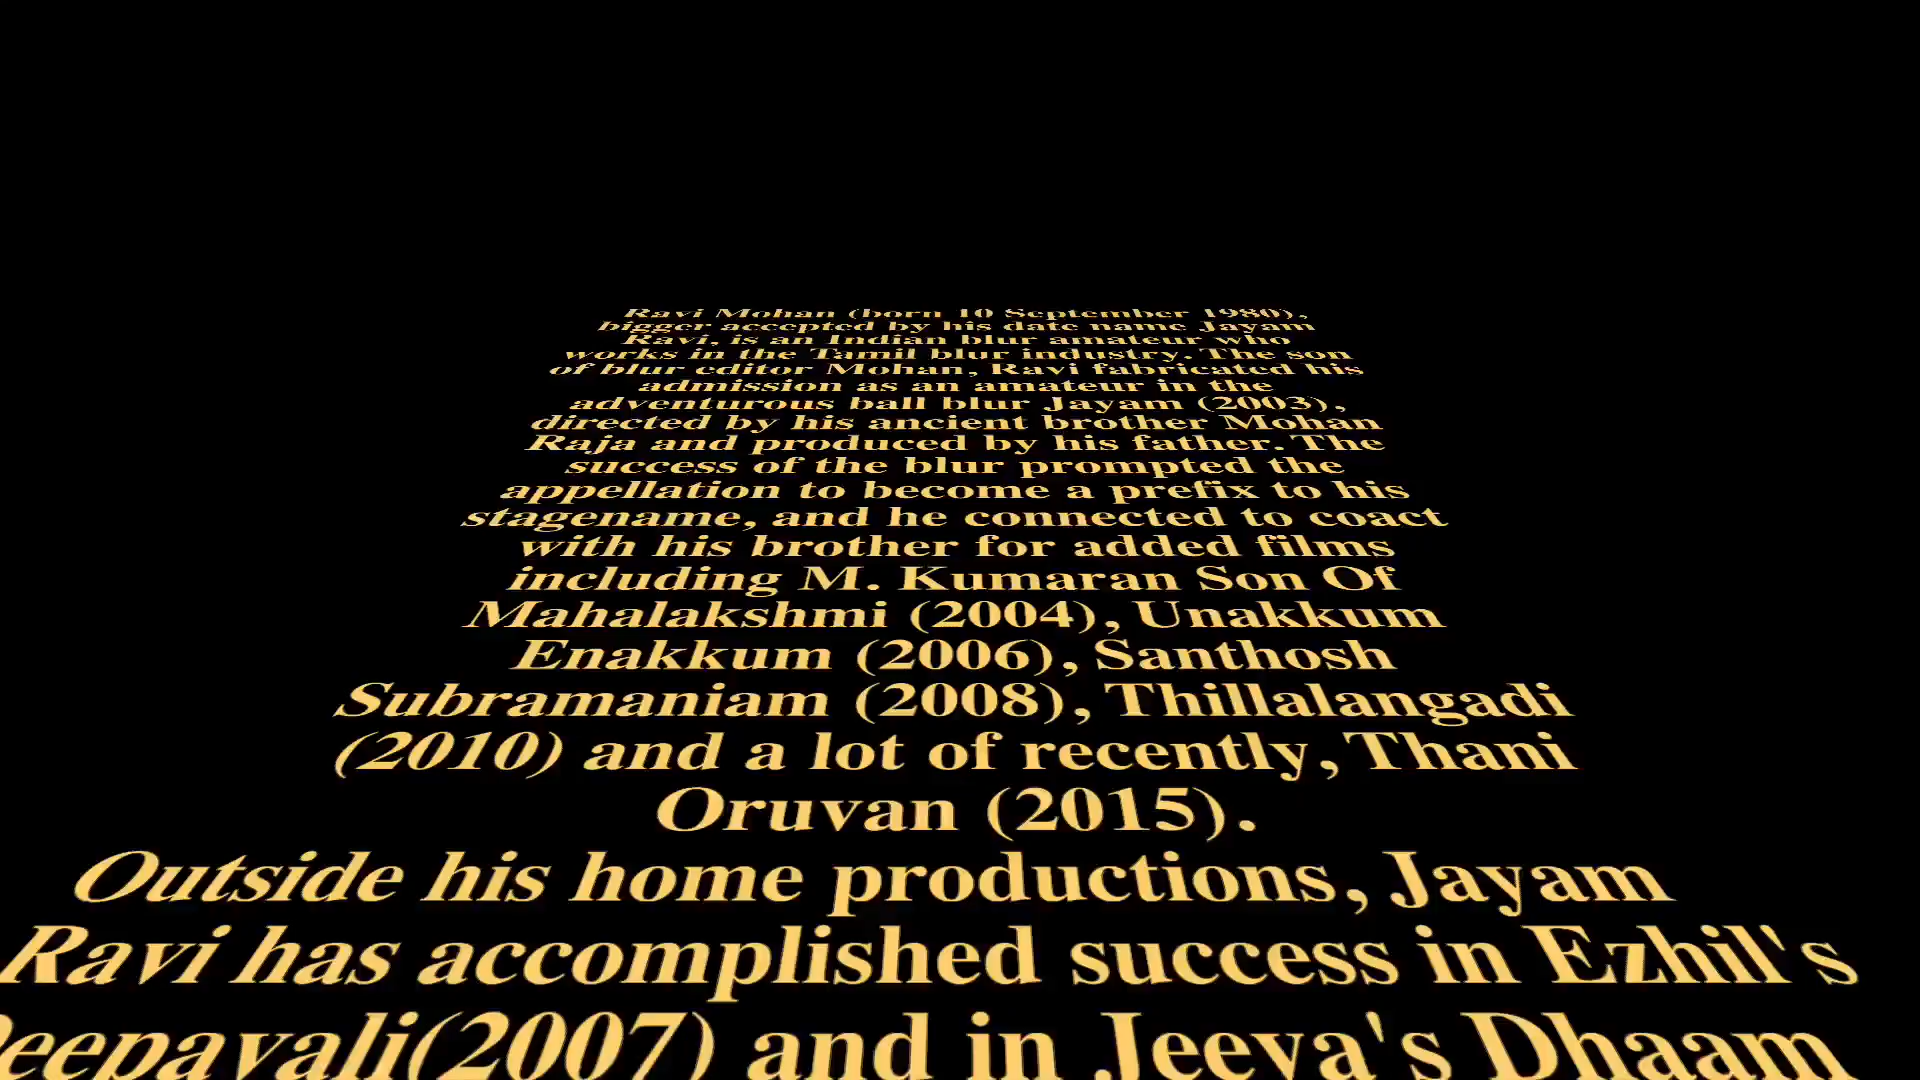 Ravi Mohan (born 10 September 1980),
bigger accepted by his date name Jayam
Ravi, is an Indian blur amateur who
works in the Tamil blur industry. The son
of blur editor Mohan, Ravi fabricated his
admission as an amateur in the
adventurous ball blur Jayam (2003),
directed by his ancient brother Mohan
Raja and produced by his father. The
success of the blur prompted the
appellation to become a prefix to his
stagename, and he connected to coact
with his brother for added films
including M. Kumaran Son Of
Mahalakshmi (2004), Unakkum
Enakkum (2006), Santhosh
Subramaniam (2008), Thillalangadi
(2010) and a lot of recently, Thani
Oruvan (2015).
Outside his home productions, Jayam
Ravi has accomplished success in Ezhil's
Deepavali(2007) and in Jeeva's Dhaam